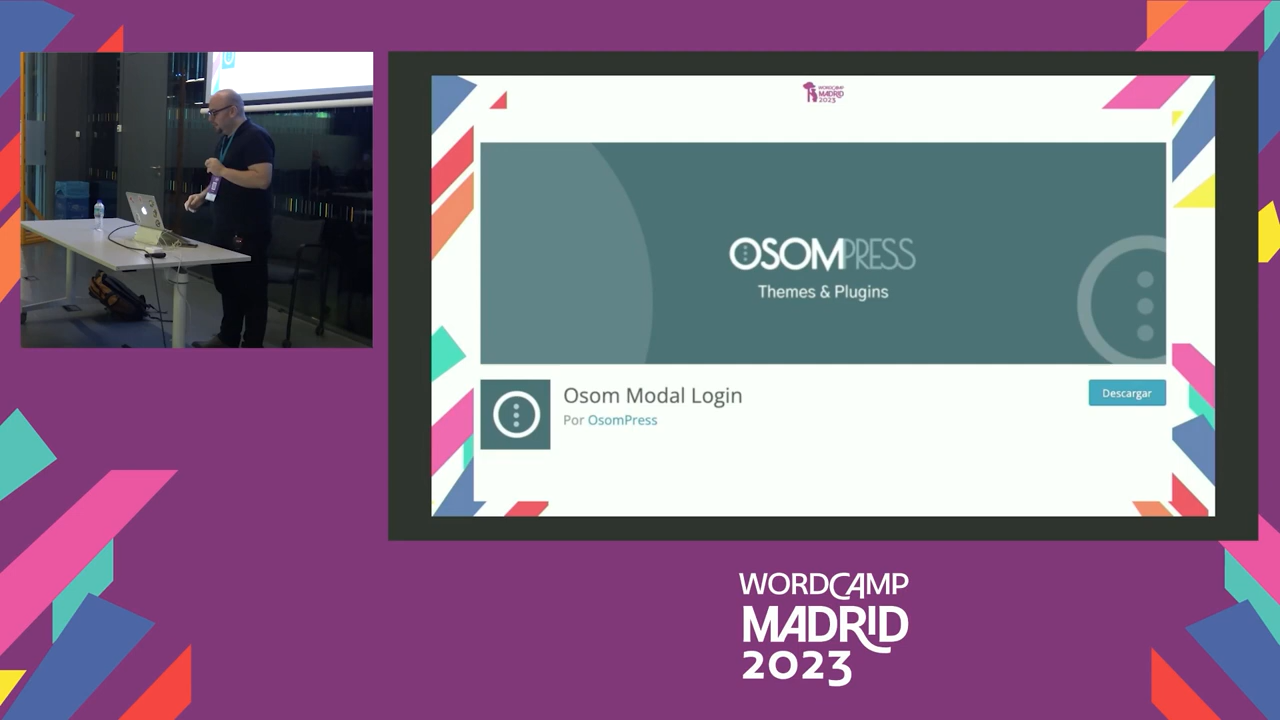 WORDCAMP
MADRID
2023
OSOMPRESS
Themes & Plugins
Osom Modal Login
Por OsomPress
Descargar
WORDCAMP
MADRID
2023